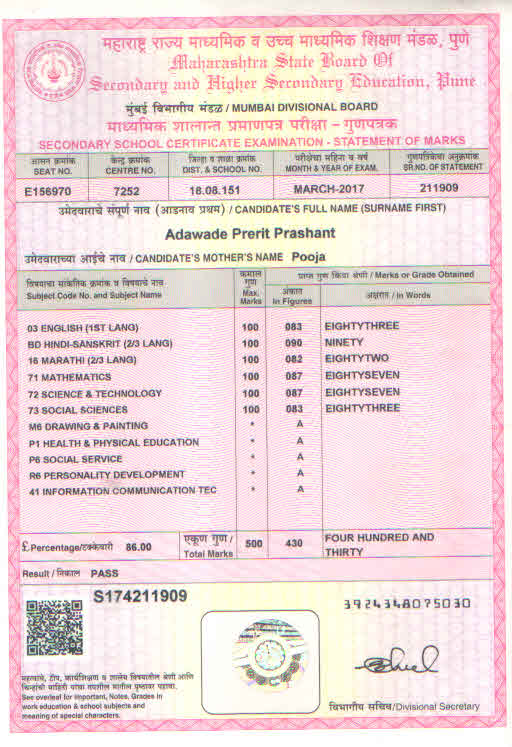 महाराष्ट्र राज्य माध्यमिक व उच्च माध्यमिक शिक्षण मंडळ, पुणे
Maharashtra State Board Of
Secondary and Higher Secondary Education, Pune
मुंबई विभागीय मंडळ / MUMBAI DIVISIONAL BOARD
माध्यमिक शालान्त प्रमाणपत्र परीक्षा – गुणपत्रक
SECONDARY SCHOOL CERTIFICATE EXAMINATION - STATEMENT OF MARKS
आसन क्रमांक केन्द्र क्रमांक जिल्हा व शाळा क्रमांक परीक्षेचा महिना व वर्ष गुणपत्रिकेचा अनुक्रमांक
SEAT NO. CENTRE NO. DIST. & SCHOOL NO. MONTH & YEAR OF EXAM. SR.NO. OF STATEMENT
E156970 7252 18.08.151 MARCH-2017 211909
उमेदवाराचे संपूर्ण नाव (आडनाव प्रथम) / CANDIDATE'S FULL NAME (SURNAME FIRST)
Adawade Prerit Prashant
उमेदवाराच्या आईचे नाव / CANDIDATE'S MOTHER'S NAME Pooja
विषयाचा सांकेतिक क्रमांक व विषयाचे नाव
Subject Code No. and Subject Name
कमाल
गुण
Max.
Marks
प्राप्त गुण किंवा श्रेणी / Marks or Grade Obtained
अंकात
In Figures
अक्षरात / In Words
03 ENGLISH (1ST LANG) 100 083 EIGHTYTHREE
BD HINDI-SANSKRIT (2/3 LANG) 100 090 NINETY
16 MARATHI (2/3 LANG) 100 082 EIGHTYTWO
71 MATHEMATICS 100 087 EIGHTYSEVEN
72 SCIENCE & TECHNOLOGY 100 087 EIGHTYSEVEN
73 SOCIAL SCIENCES 100 083 EIGHTYTHREE
M6 DRAWING & PAINTING * A
P1 HEALTH & PHYSICAL EDUCATION * A
P6 SOCIAL SERVICE * A
R6 PERSONALITY DEVELOPMENT * A
41 INFORMATION COMMUNICATION TEC * A
Percentage/टक्केवारी 86.00 एकूण गुण / Total Marks 500 430 FOUR HUNDRED AND
THIRTY
Result / निकाल PASS
S174211909
3924348075030
महत्वाचे, टीप, कार्यशिक्षण व शालेय विषयातील श्रेणी आणि
चिन्हांची माहिती यांचा तपशील मागील पृष्ठावर पहावा.
See overleaf for important, Notes, Grades in
work education & school subjects and
meaning of special characters.
विभागीय सचिव/Divisional Secretary